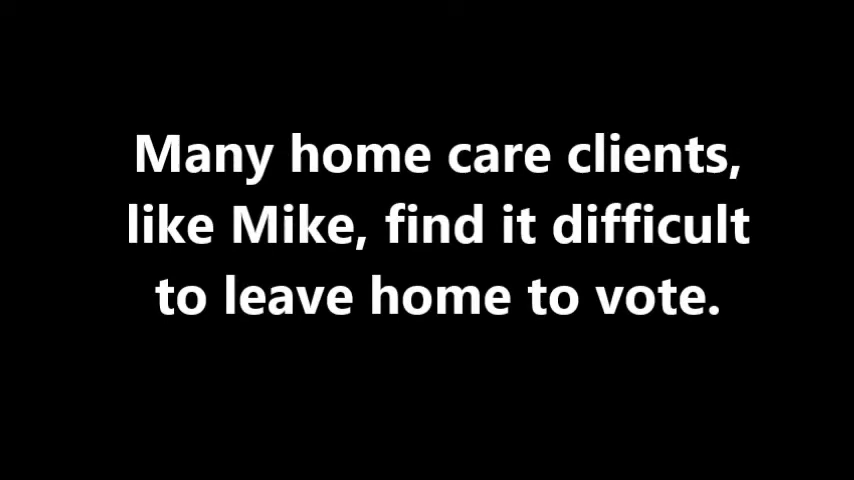 Many home care clients,
like Mike, find it difficult
to leave home to vote.